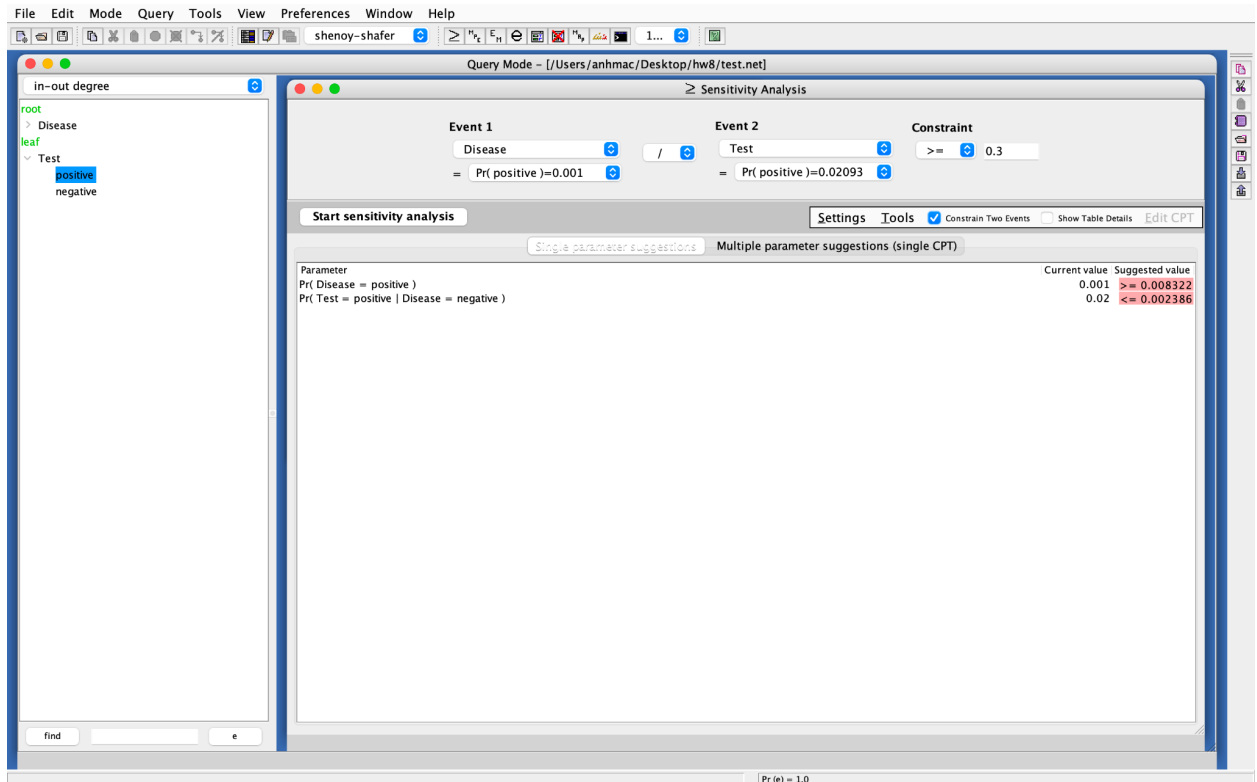 File Edit Mode Query Tools View Preferences Window Help
shenoy-shafer 1...
Query Mode – [/Users/anhmac/Desktop/hw8/test.net]
in-out degree
≥ Sensitivity Analysis
root
Disease
leaf
Test
positive
negative
Event 1 Event 2 Constraint
Disease / Test >= 0.3
= Pr( positive )=0.001 = Pr( positive )=0.02093
Start sensitivity analysis Settings Tools Constrain Two Events Show Table Details Edit CPT
Single parameter suggestions Multiple parameter suggestions (single CPT)
Parameter Current value Suggested value
Pr( Disease = positive ) 0.001 >= 0.008322
Pr( Test = positive | Disease = negative ) 0.02 <= 0.002386
find e
Pr (e) = 1.0